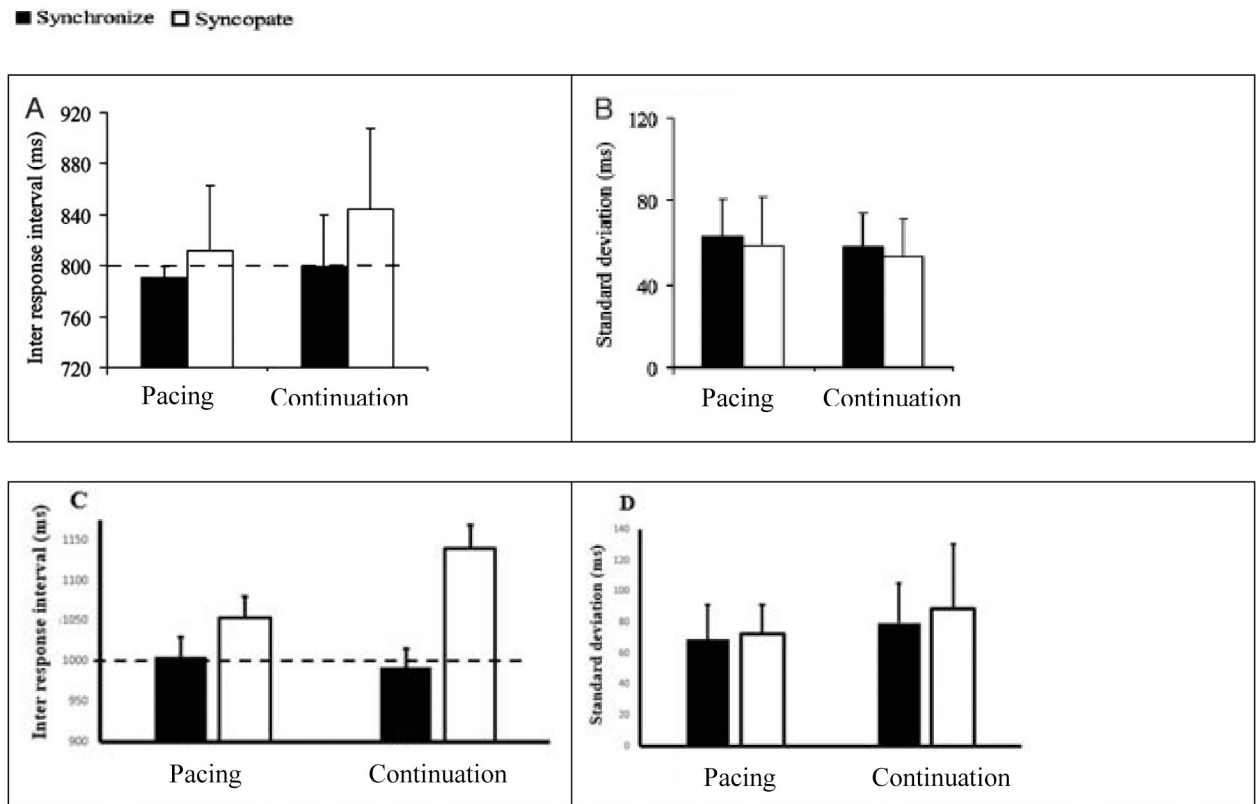 Synchronize Syncopate
A
Inter response interval (ms)
920
880
840
800
760
720
Pacing Continuation
B
Standard deviation (ms)
120
80
40
0
Pacing Continuation
C
Inter response interval (ms)
1150
1100
1050
1000
950
900
Pacing Continuation
D
Standard deviation (ms)
140
120
100
80
60
40
20
0
Pacing Continuation